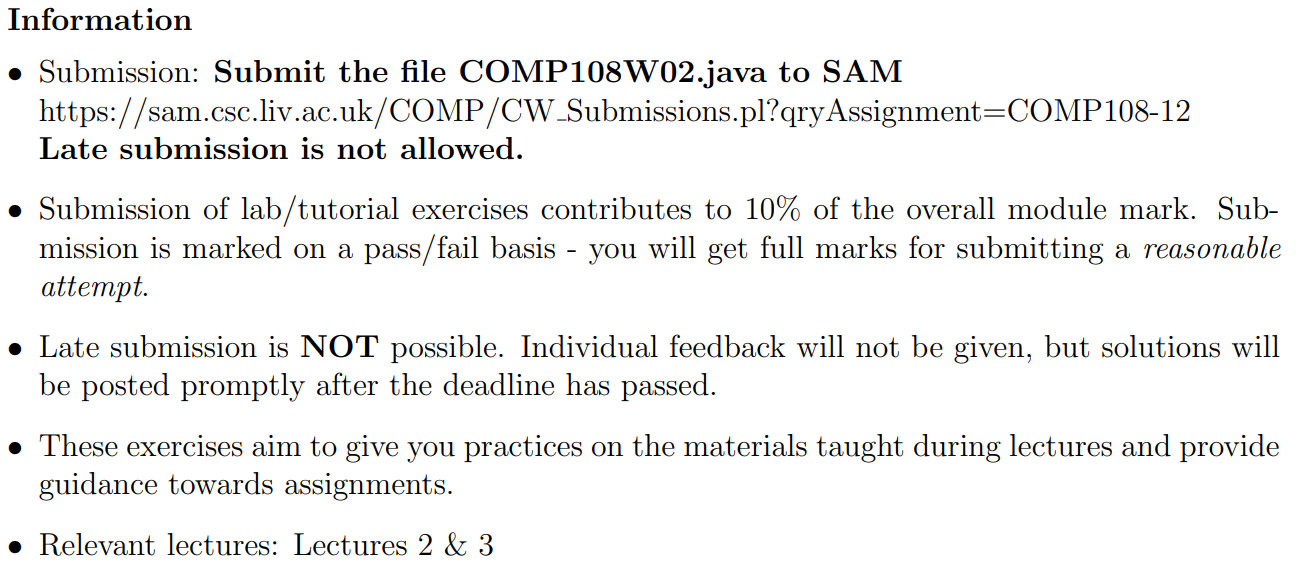 Information
• Submission: Submit the file COMP108W02.java to SAM
https://sam.csc.liv.ac.uk/COMP/CW_Submissions.pl?qryAssignment=COMP108-12
Late submission is not allowed.
• Submission of lab/tutorial exercises contributes to 10% of the overall module mark. Sub-
mission is marked on a pass/fail basis - you will get full marks for submitting a reasonable
attempt.
• Late submission is NOT possible. Individual feedback will not be given, but solutions will
be posted promptly after the deadline has passed.
• These exercises aim to give you practices on the materials taught during lectures and provide
guidance towards assignments.
• Relevant lectures: Lectures 2 & 3